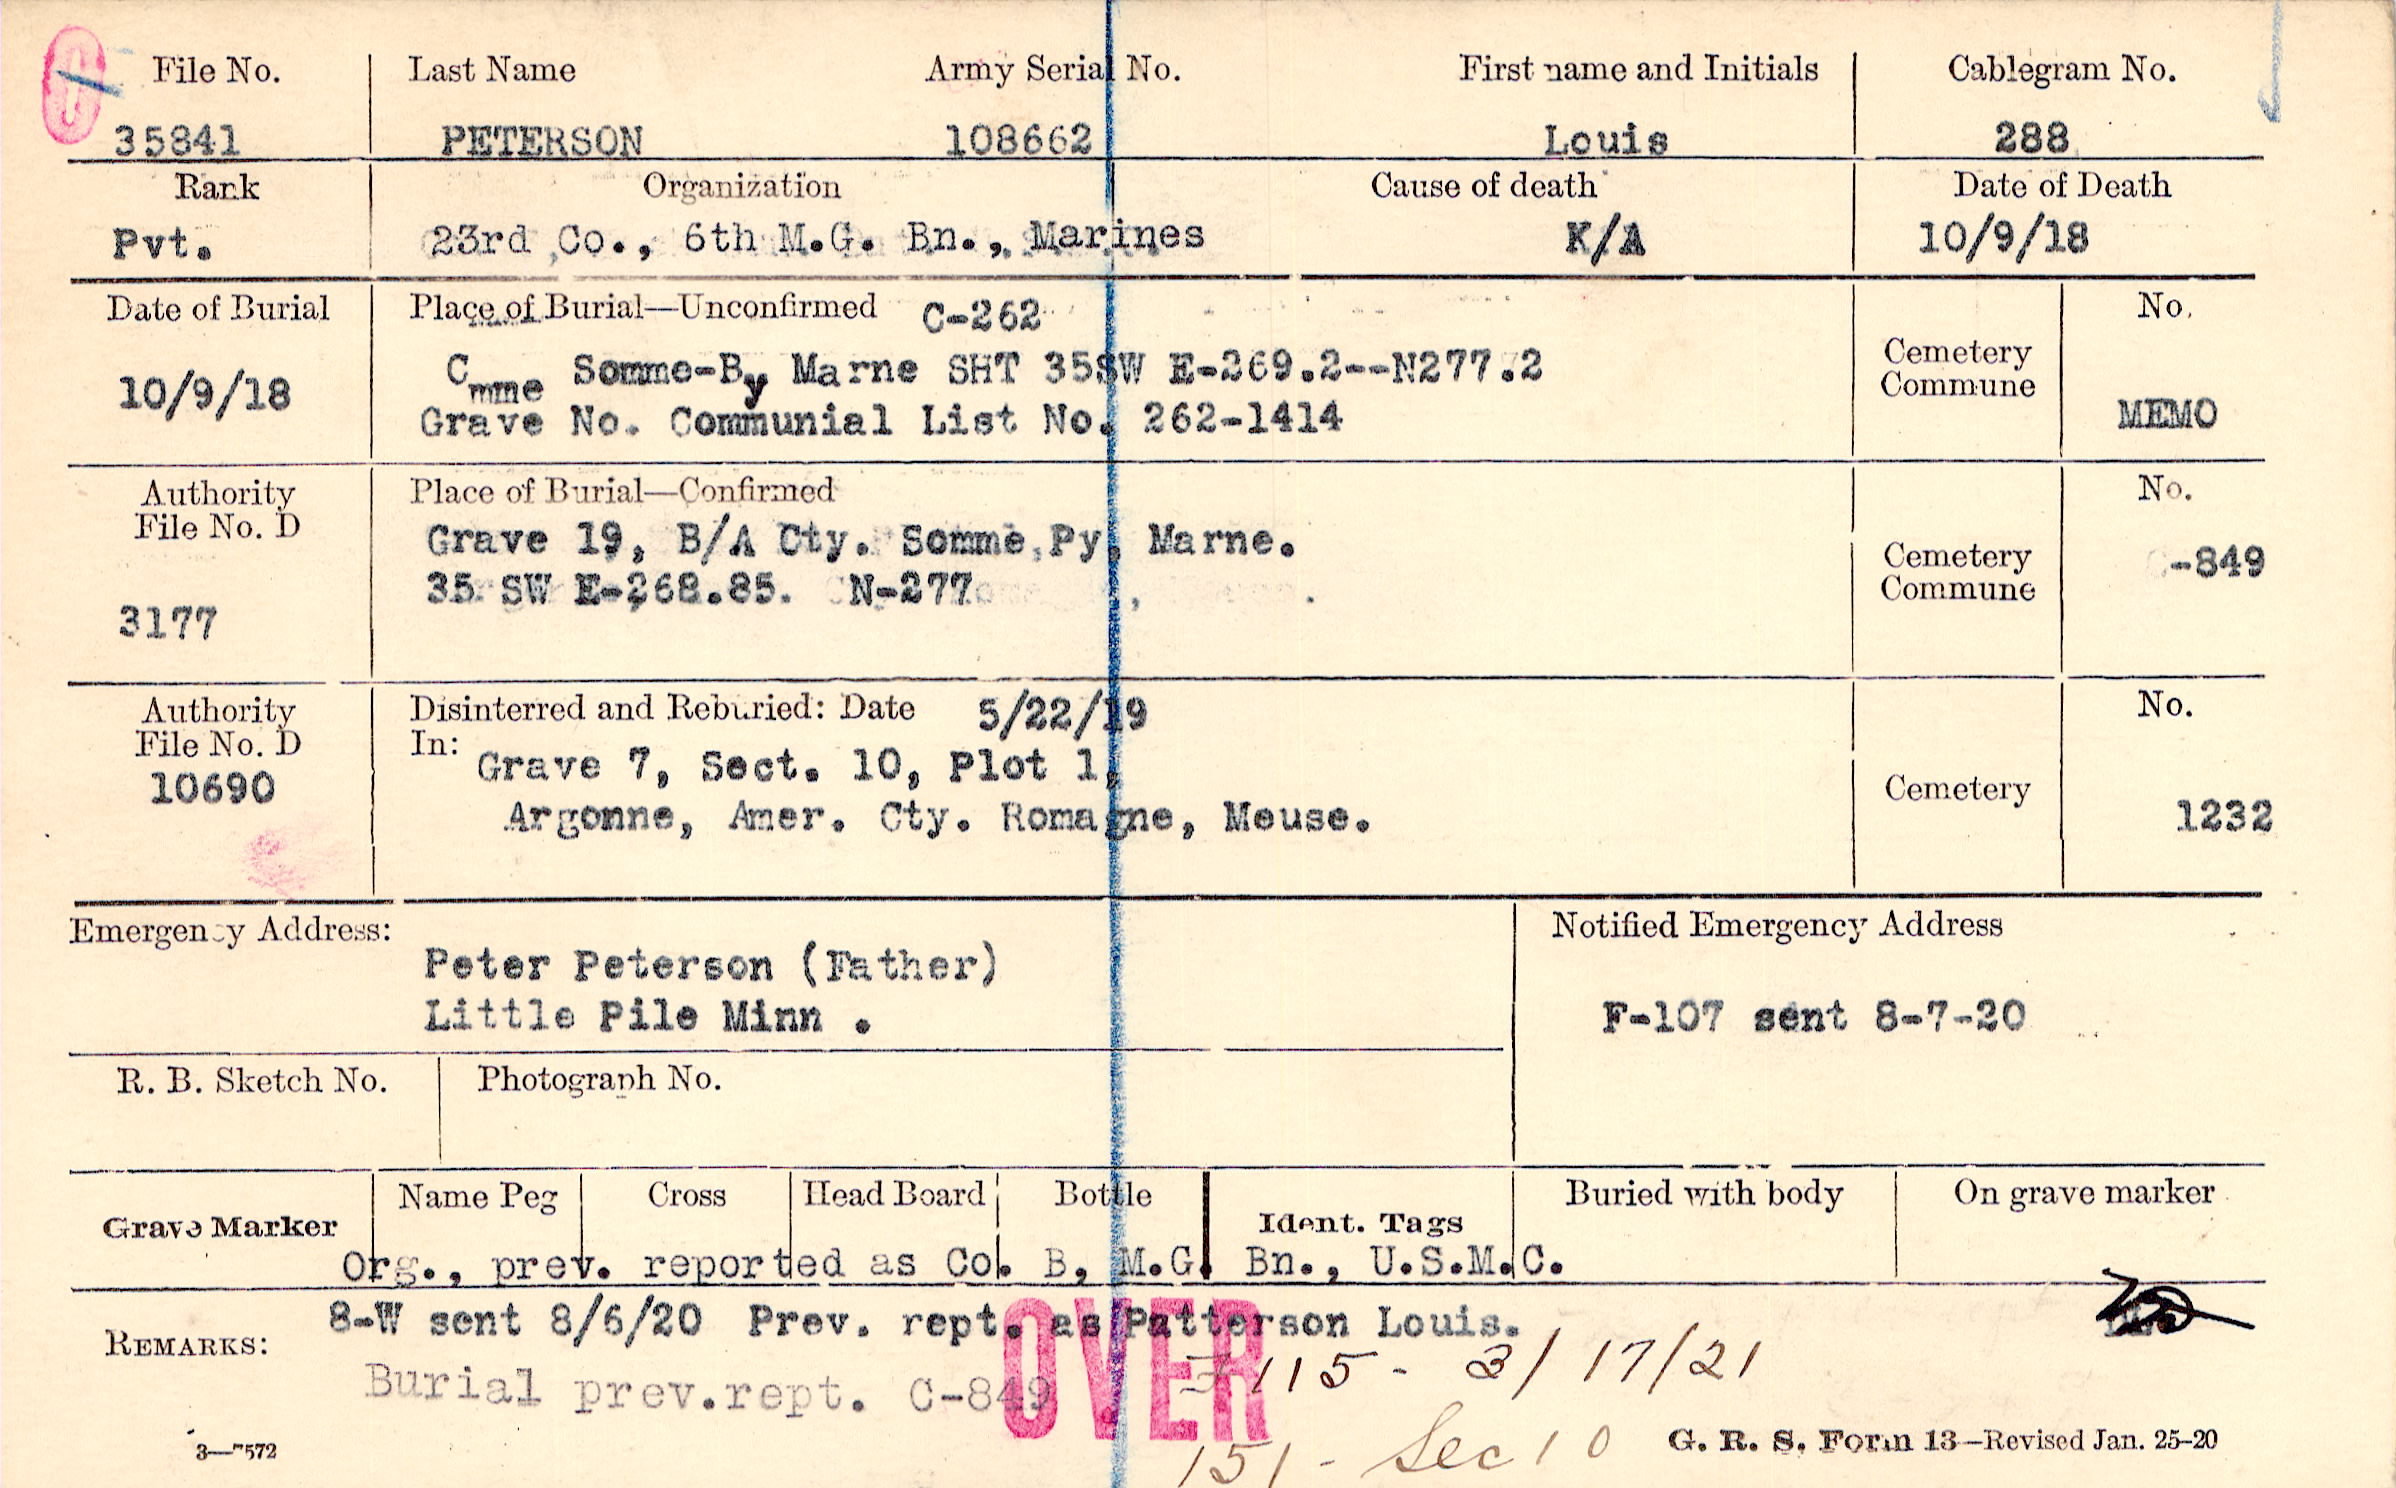 File No. Last Name Army Serial No. First name and Initials Cablegram No.
35841 PETERSON 108662 Louis 288
Rank Organization Cause of death Date of Death
Pvt. 23rd Co., 6th M.G. Bn., Marines K/A 10/9/18
Date of Burial Place of Burial—Unconfirmed C-262 No.
10/9/18 Cmme Somme-By Marne SHT 35SW E-269.2--N277.2 Cemetery Commune
Grave No. Communial List No. 262-1414 MEMO
Authority File No. D Place of Burial—Confirmed No.
Grave 19, B/A Cty. Somme Py, Marne. Cemetery Commune -849
35 SW E-268.85. N-277
3177
Authority File No. D Disinterred and Reburied: Date 5/22/19 No.
10690 In: Grave 7, Sect. 10, Plot 1, Cemetery
Argonne, Amer. Cty. Romagne, Meuse. 1232
Emergency Address: Notified Emergency Address
Peter Peterson (Father)
Little Pile Minn . F-107 sent 8-7-20
R. B. Sketch No. Photograph No.
Grave Marker Name Peg Cross Head Board Bottle Ident. Tags Buried with body On grave marker
Org., prev. reported as Co. B, M.G. Bn., U.S.M.C.
8-W sent 8/6/20 Prev. rept. as Patterson Louis.
REMARKS: 115 - 3/17/21
Burial prev.rept. C-849
OVER
151 - Sec 10
3—7572 G. R. S. Form 13—Revised Jan. 25-20